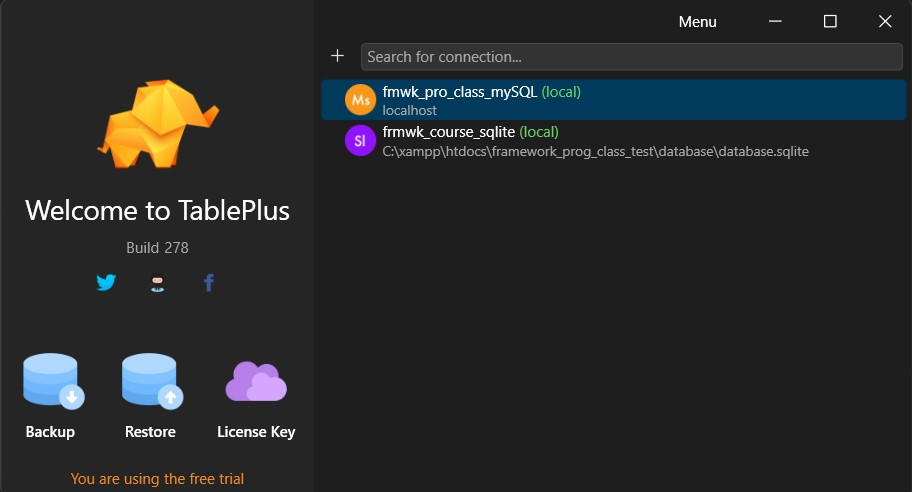 Menu
Search for connection...
Ms
fmwk_pro_class_mySQL (local)
localhost
Sl
frmwk_course_sqlite (local)
C:\xampp\htdocs\framework_prog_class_test\database\database.sqlite
Welcome to TablePlus
Build 278
Backup
Restore
License Key
You are using the free trial